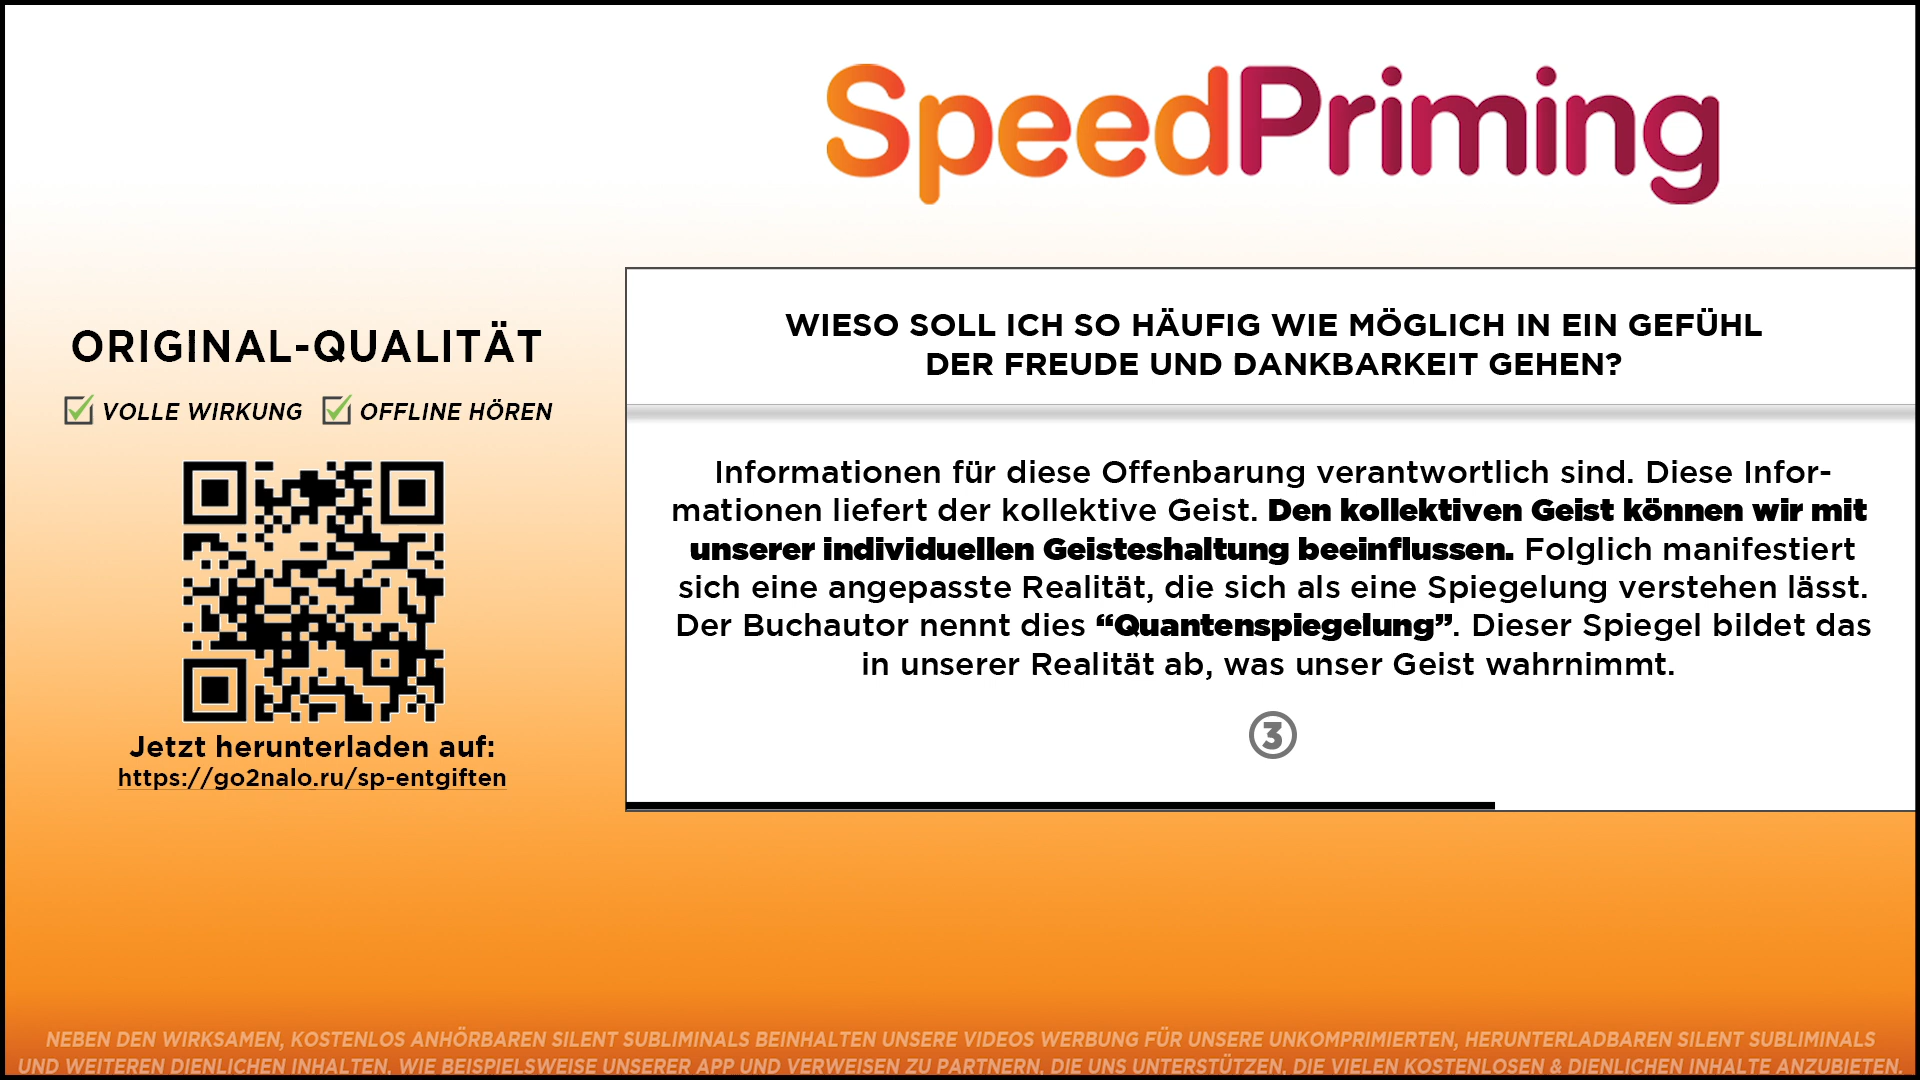 SpeedPriming
ORIGINAL-QUALITÄT
VOLLE WIRKUNG OFFLINE HÖREN
Jetzt herunterladen auf:
https://go2nalo.ru/sp-entgiften
WIESO SOLL ICH SO HÄUFIG WIE MÖGLICH IN EIN GEFÜHL
DER FREUDE UND DANKBARKEIT GEHEN?
Informationen für diese Offenbarung verantwortlich sind. Diese Infor-
mationen liefert der kollektive Geist. Den kollektiven Geist können wir mit
unserer individuellen Geisteshaltung beeinflussen. Folglich manifestiert
sich eine angepasste Realität, die sich als eine Spiegelung verstehen lässt.
Der Buchautor nennt dies “Quantenspiegelung”. Dieser Spiegel bildet das
in unserer Realität ab, was unser Geist wahrnimmt.
3
NEBEN DEN WIRKSAMEN, KOSTENLOS ANHÖRBAREN SILENT SUBLIMINALS BEINHALTEN UNSERE VIDEOS WERBUNG FÜR UNSERE UNKOMPRIMIERTEN, HERUNTERLADBAREN SILENT SUBLIMINALS
UND WEITEREN DIENLICHEN INHALTEN, WIE BEISPIELSWEISE UNSERER APP UND VERWEISEN ZU PARTNERN, DIE UNS UNTERSTÜTZEN, DIE VIELEN KOSTENLOSEN & DIENLICHEN INHALTE ANZUBIETEN.